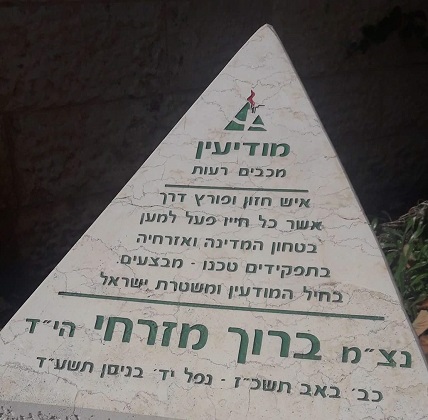 מודיעין
מכבים רעות
איש חזון ופורץ דרך
אשר כל חייו פעל למען
בטחון המדינה ואזרחיה
בתפקידים טכנו - מבצעים.
בחיל המודעין ומשטרת ישראל
נצ״מ ברוך מזרחי הי״ד
כב׳ באב תשכ״ז - נפל יד׳ בניסן תשע״ד